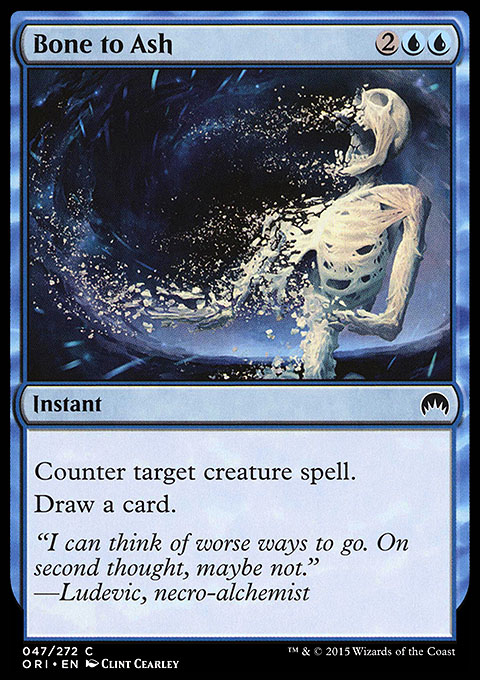 Bone to Ash 2
Instant
Counter target creature spell.
Draw a card.
“I can think of worse ways to go. On
second thought, maybe not.”
—Ludevic, necro-alchemist
047/272 C
ORI • EN Clint Cearley
™ & © 2015 Wizards of the Coast